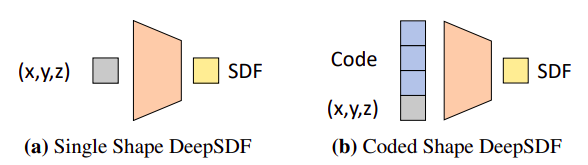 (x,y,z) SDF
(a) Single Shape DeepSDF
Code
SDF
(x,y,z)
(b) Coded Shape DeepSDF